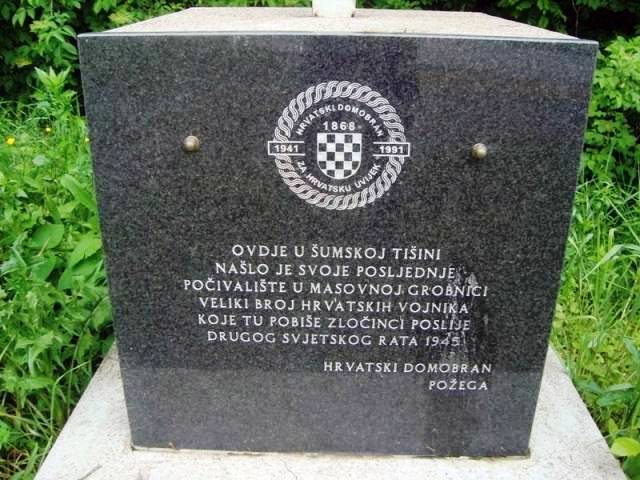 HRVATSKI DOMOBRAN
1868
1941 1991
ZA HRVATSKU UVIJEK
OVDJE U ŠUMSKOJ TIŠINI
NAŠLO JE SVOJE POSLJEDNJE
POČIVALIŠTE U MASOVNOJ GROBNICI
VELIKI BROJ HRVATSKIH VOJNIKA
KOJE TU POBIŠE ZLOČINCI POSLIJE
DRUGOG SVJETSKOG RATA 1945.
HRVATSKI DOMOBRAN
POŽEGA